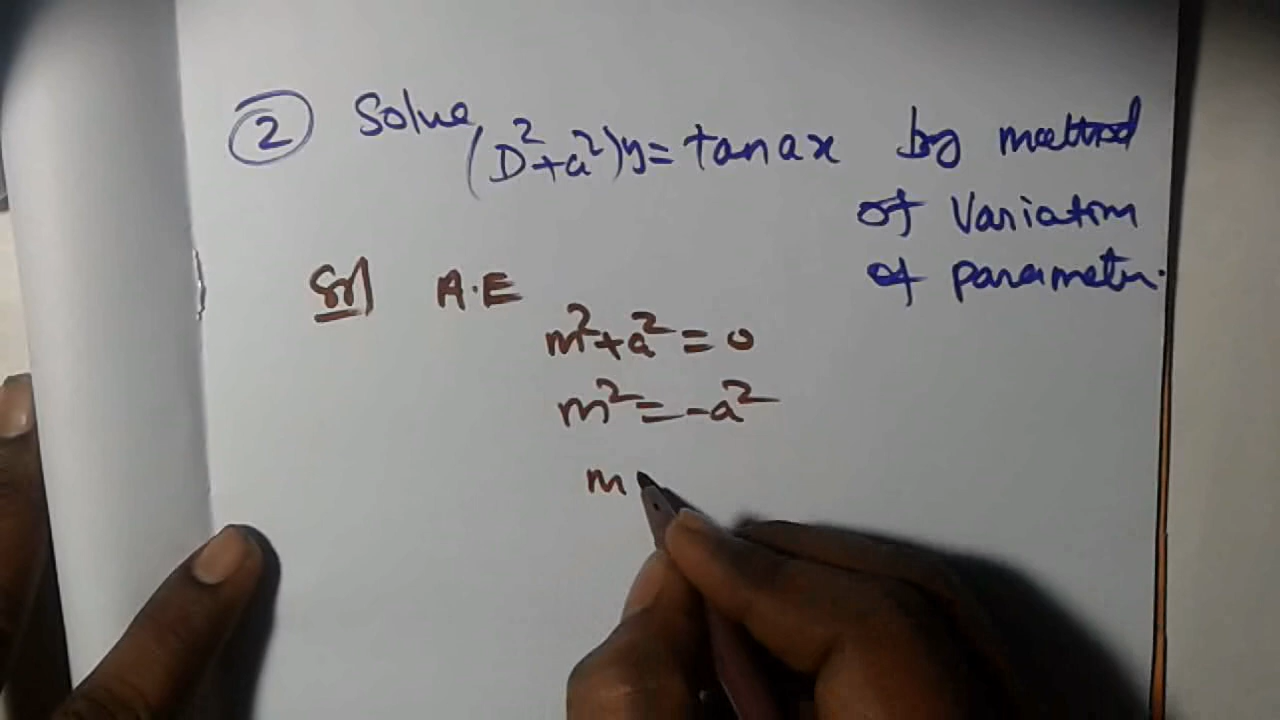 ② Solve (D²+a²)y = tan ax by method
of Variation
of parameter.
Sol A.E
m²+a² = 0
m² = -a²
m